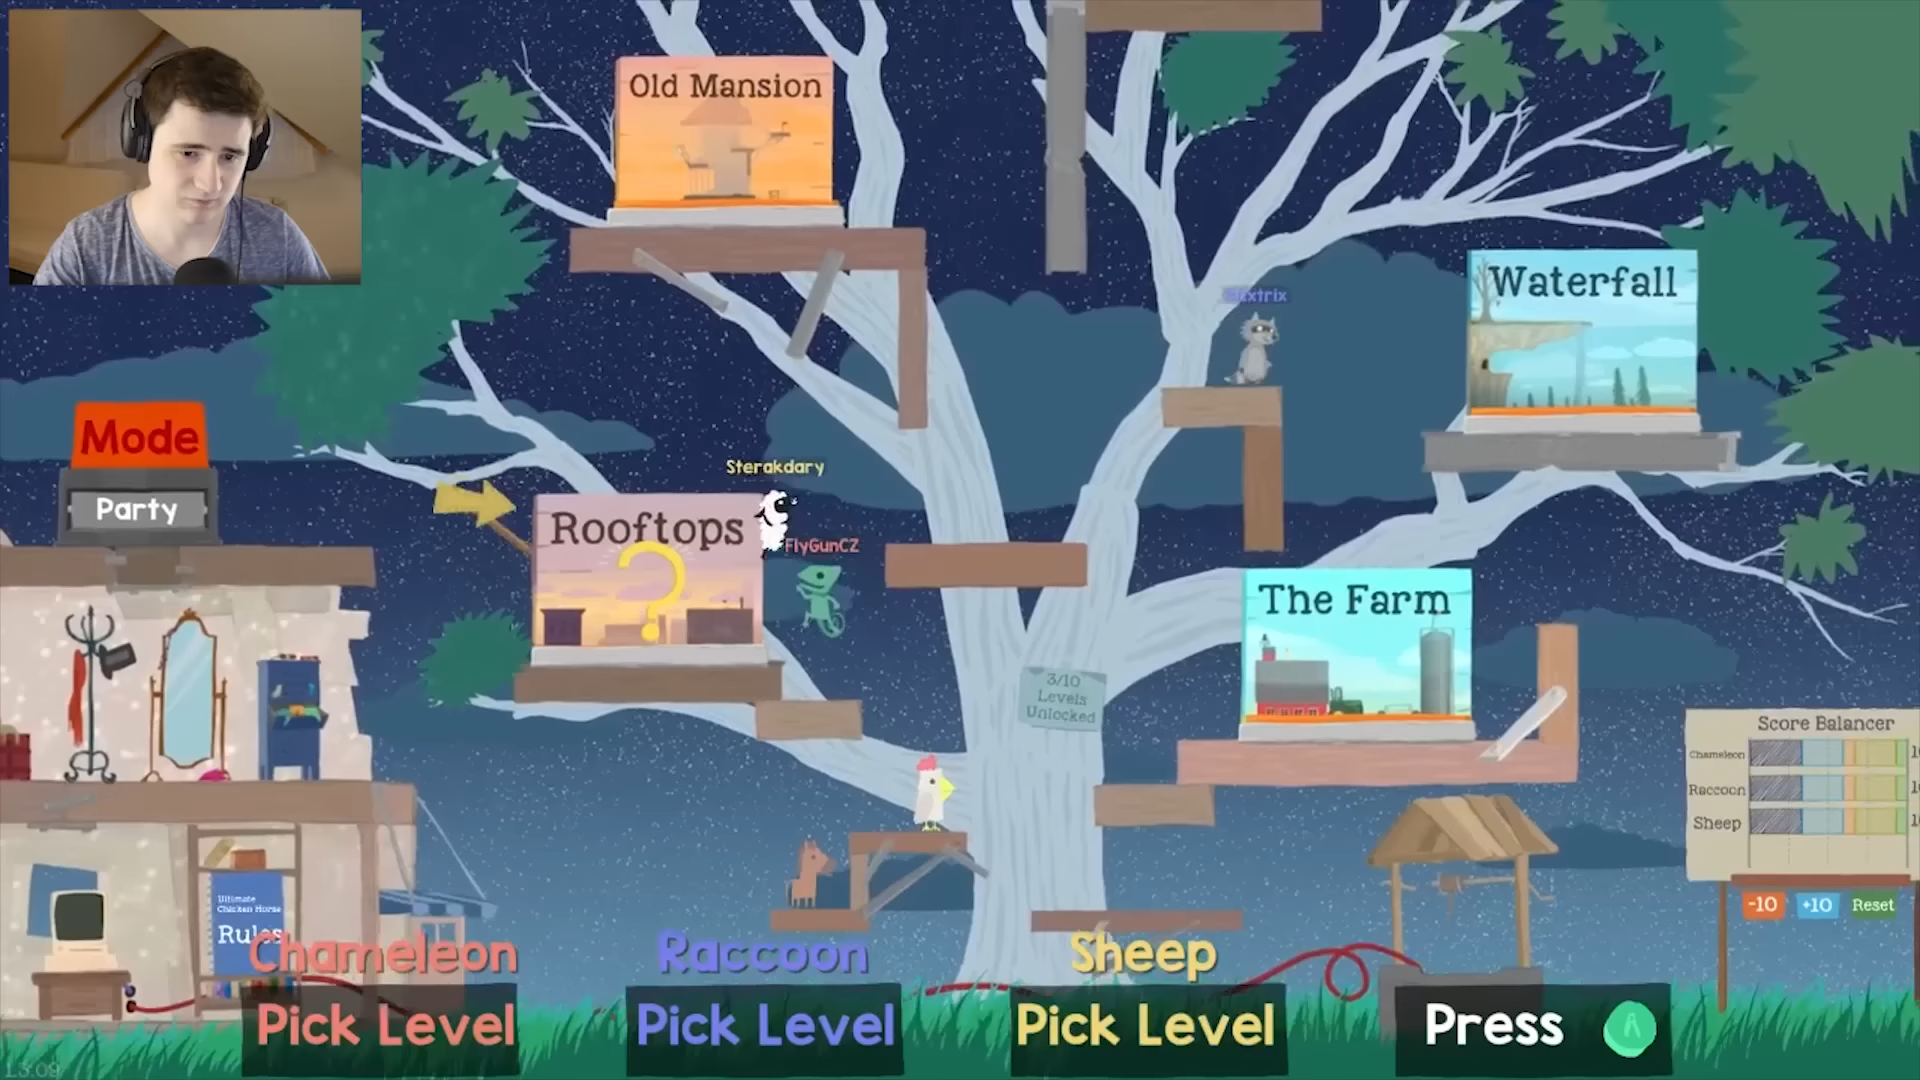 Old Mansion
Waterfall
Mode
Party
Sterakdary
Rooftops
FlyGunCZ
?
The Farm
3/10
Levels
Unlocked
Score Balancer
Chameleon
Raccoon
Sheep
-10
+10
Reset
Ultimate
Chicken Horse
Rules
Chameleon
Pick Level
Raccoon
Pick Level
Sheep
Pick Level
Press
A